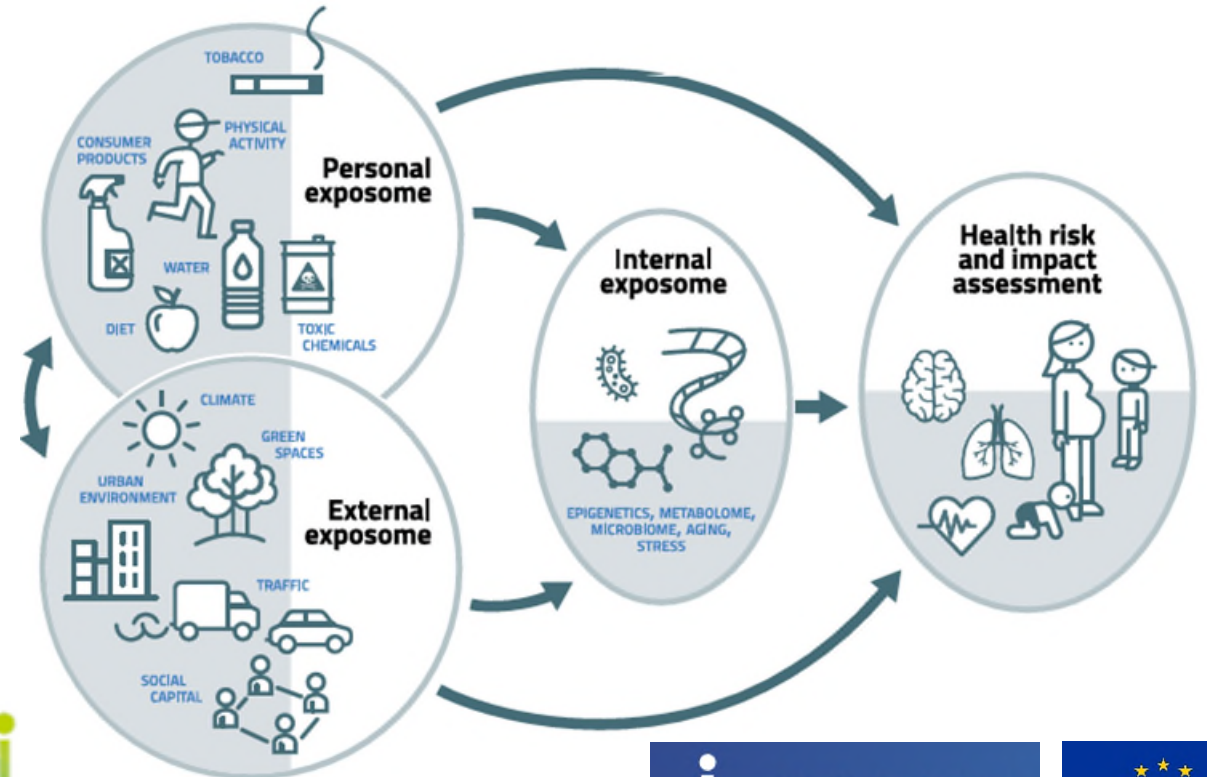 TOBACCO
CONSUMER
PRODUCTS
PHYSICAL
ACTIVITY
Personal
exposome
WATER
DIET
TOXIC
CHEMICALS
CLIMATE
GREEN
SPACES
URBAN
ENVIRONMENT
External
exposome
TRAFFIC
SOCIAL
CAPITAL
Internal
exposome
EPIGENETICS, METABOLOME,
MICROBIOME, AGING,
STRESS
Health risk
and impact
assessment